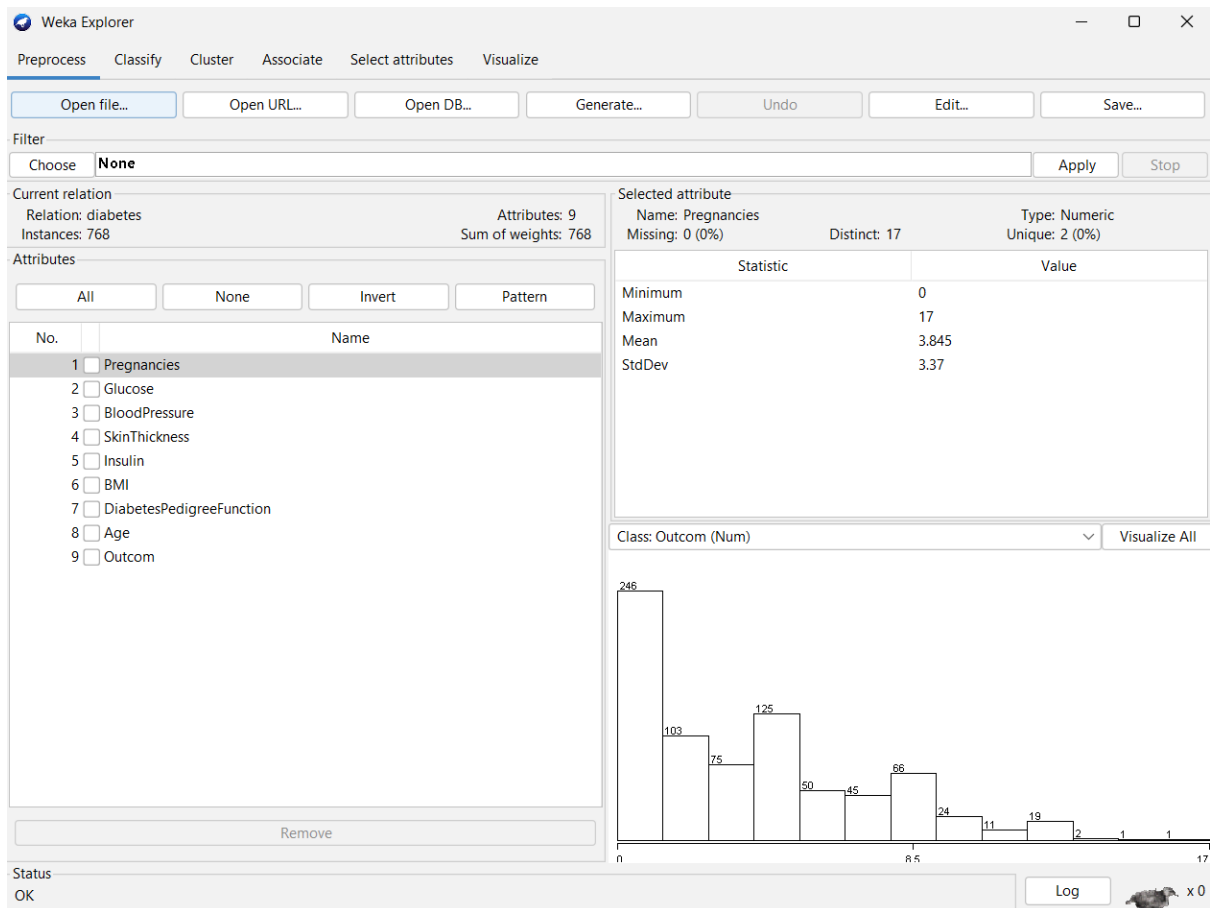 Weka Explorer
Preprocess Classify Cluster Associate Select attributes Visualize
Open file... Open URL... Open DB... Generate... Undo Edit... Save...
Filter
Choose None Apply Stop
Current relation
Relation: diabetes Attributes: 9
Instances: 768 Sum of weights: 768
Attributes
All None Invert Pattern
No. Name
1 Pregnancies
2 Glucose
3 BloodPressure
4 SkinThickness
5 Insulin
6 BMI
7 DiabetesPedigreeFunction
8 Age
9 Outcom
Remove
Selected attribute
Name: Pregnancies Type: Numeric
Missing: 0 (0%) Distinct: 17 Unique: 2 (0%)
Statistic Value
Minimum 0
Maximum 17
Mean 3.845
StdDev 3.37
Class: Outcom (Num) Visualize All
246
103
75
125
50
45
66
24
11
19
2
1
1
0 8.5 17
Status
OK
Log x 0